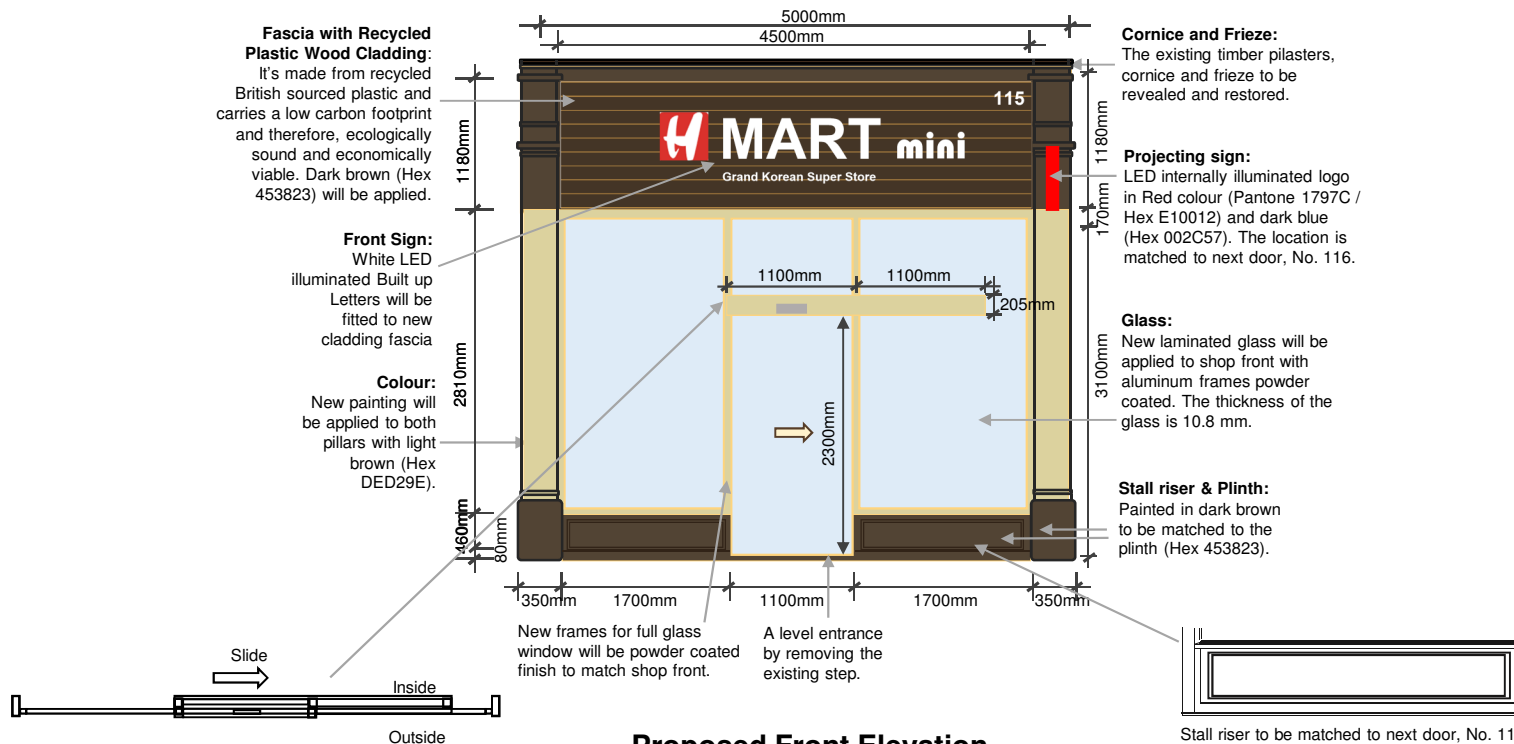 5000mm
4500mm
Fascia with Recycled
Plastic Wood Cladding:
It's made from recycled
British sourced plastic and
carries a low carbon footprint
and therefore, ecologically
sound and economically
viable. Dark brown (Hex
453823) will be applied.
Front Sign:
White LED
illuminated Built up
Letters will be
fitted to new
cladding fascia
Colour:
New painting will
be applied to both
pillars with light
brown (Hex
DED29E).
1180mm
2810mm
460mm
80mm
115
H MART mini
Grand Korean Super Store
1100mm
1100mm
205mm
2300mm
1180mm
170mm
3100mm
Cornice and Frieze:
The existing timber pilasters,
cornice and frieze to be
revealed and restored.
Projecting sign:
LED internally illuminated logo
in Red colour (Pantone 1797C /
Hex E10012) and dark blue
(Hex 002C57). The location is
matched to next door, No. 116.
Glass:
New laminated glass will be
applied to shop front with
aluminum frames powder
coated. The thickness of the
glass is 10.8 mm.
Stall riser & Plinth:
Painted in dark brown
to be matched to the
plinth (Hex 453823).
350mm
1700mm
1100mm
1700mm
350mm
New frames for full glass
window will be powder coated
finish to match shop front.
A level entrance
by removing the
existing step.
Slide
Inside
Outside
Proposed Front Elevation
Stall riser to be matched to next door, No. 11